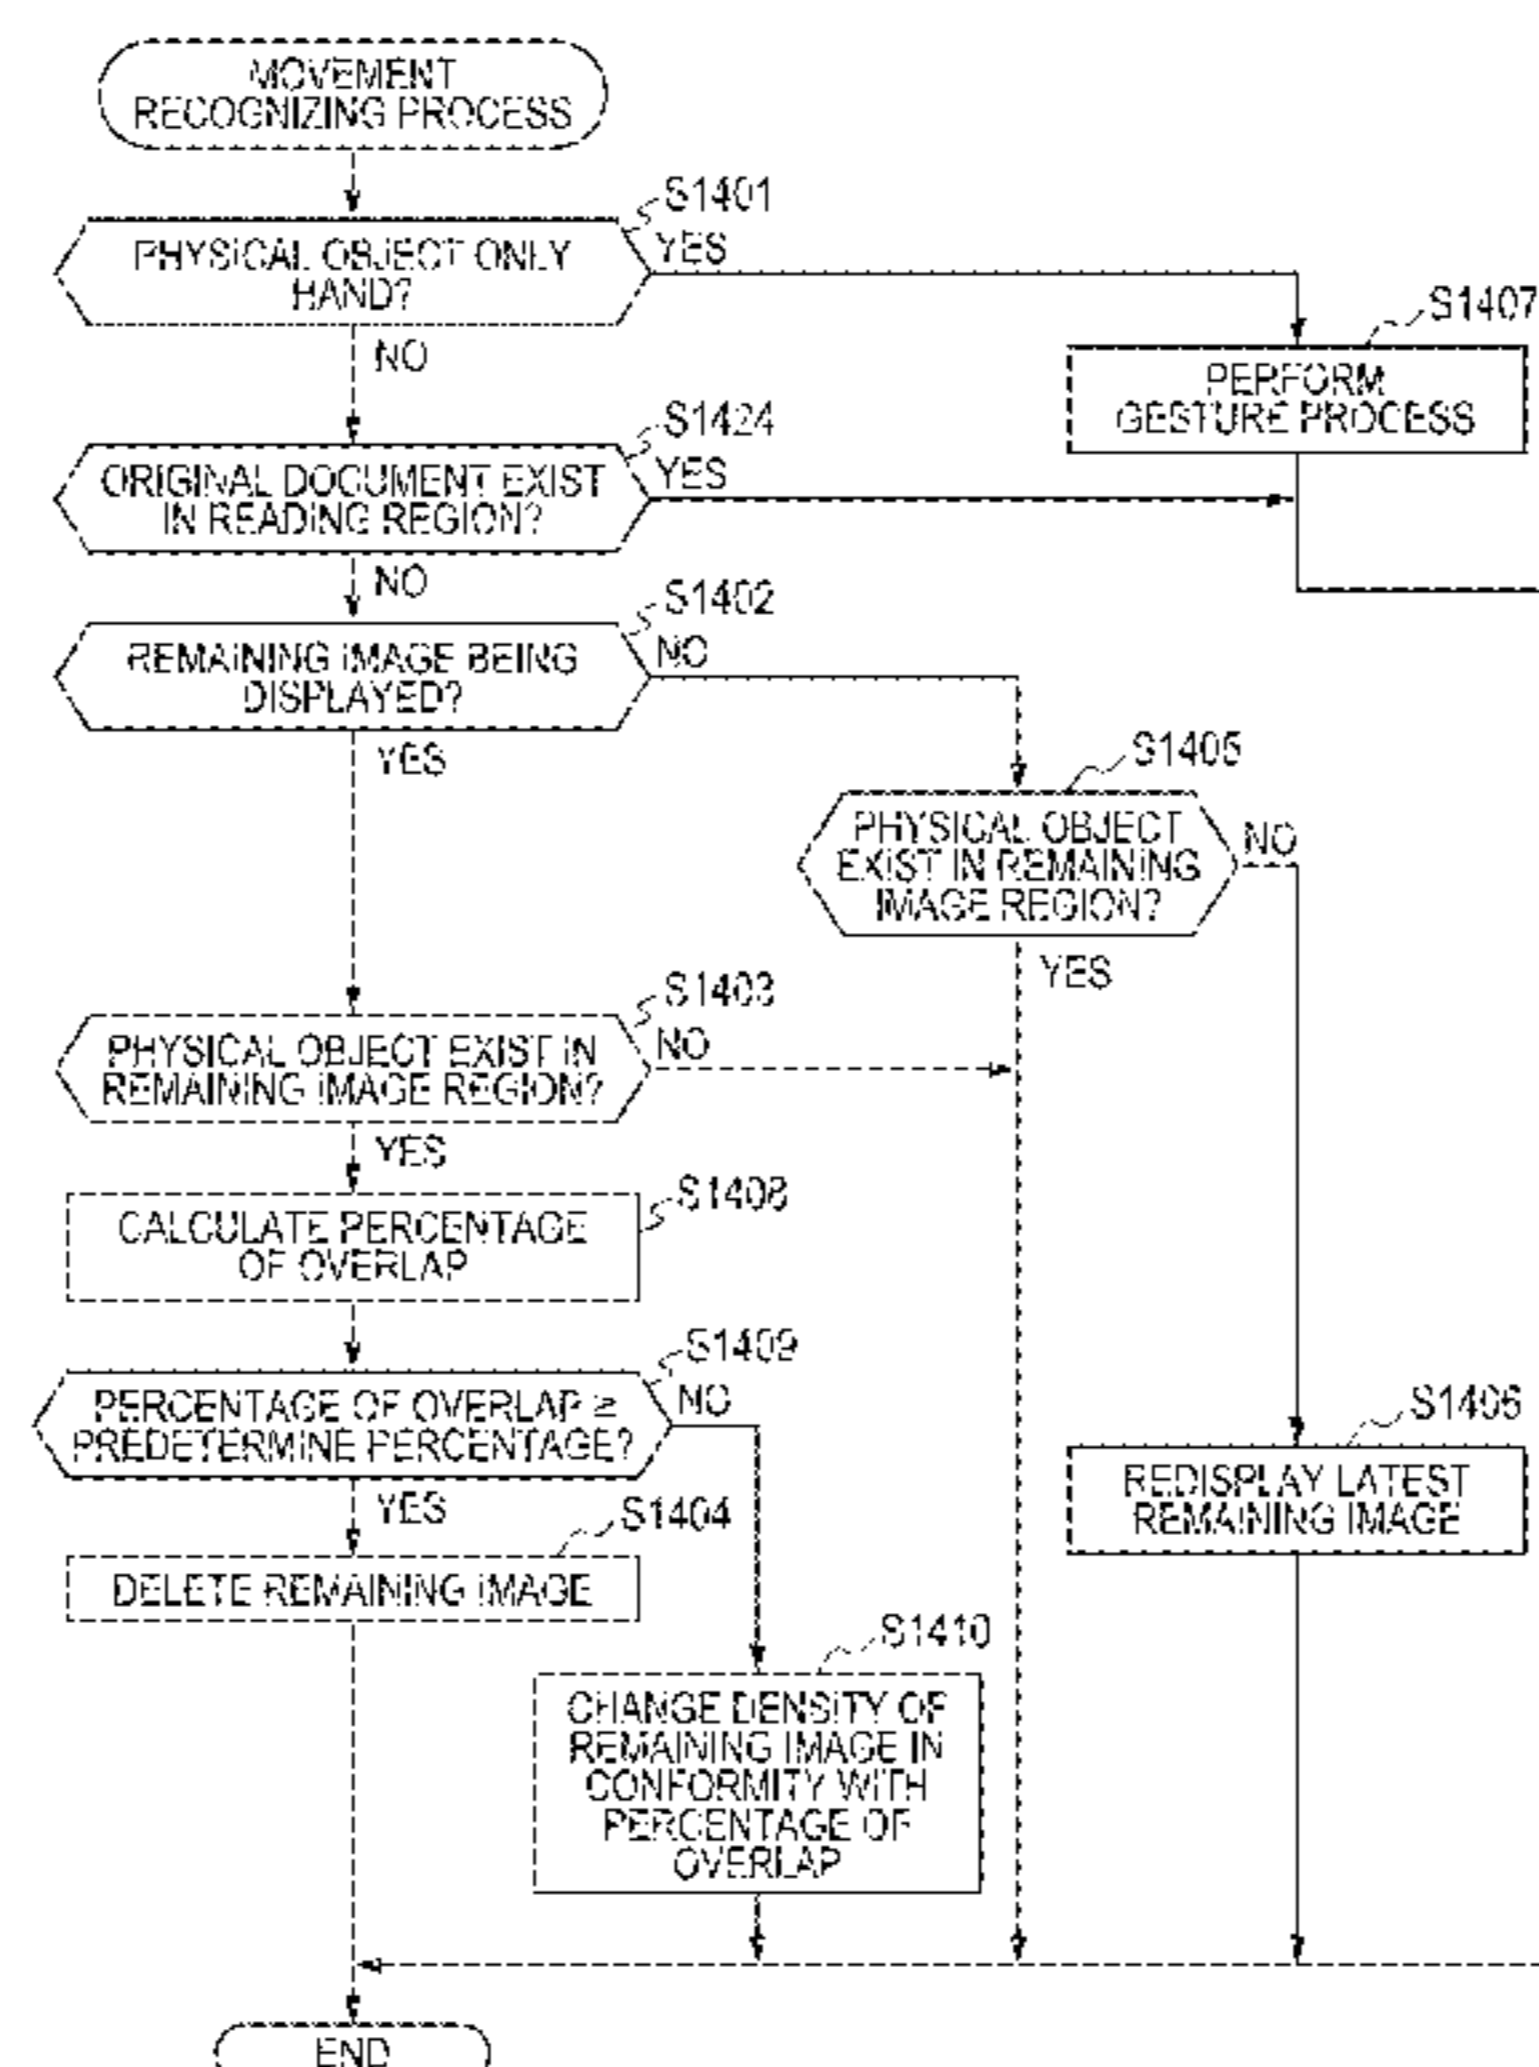 MOVEMENT
RECOGNIZING PROCESS
S1401
PHYSICAL OBJECT ONLY
HAND?
YES
NO
S1407
PERFORM
GESTURE PROCESS
S1424
ORIGINAL DOCUMENT EXIST
IN READING REGION?
YES
NO
S1402
REMAINING IMAGE BEING
DISPLAYED?
NO
YES
S1405
PHYSICAL OBJECT
EXIST IN REMAINING
IMAGE REGION?
NO
YES
S1403
PHYSICAL OBJECT EXIST IN
REMAINING IMAGE REGION?
NO
YES
S1408
CALCULATE PERCENTAGE
OF OVERLAP
S1409
PERCENTAGE OF OVERLAP ≥
PREDETERMINE PERCENTAGE?
NO
YES
S1406
REDISPLAY LATEST
REMAINING IMAGE
S1404
DELETE REMAINING IMAGE
S1410
CHANGE DENSITY OF
REMAINING IMAGE IN
CONFORMITY WITH
PERCENTAGE OF
OVERLAP
END